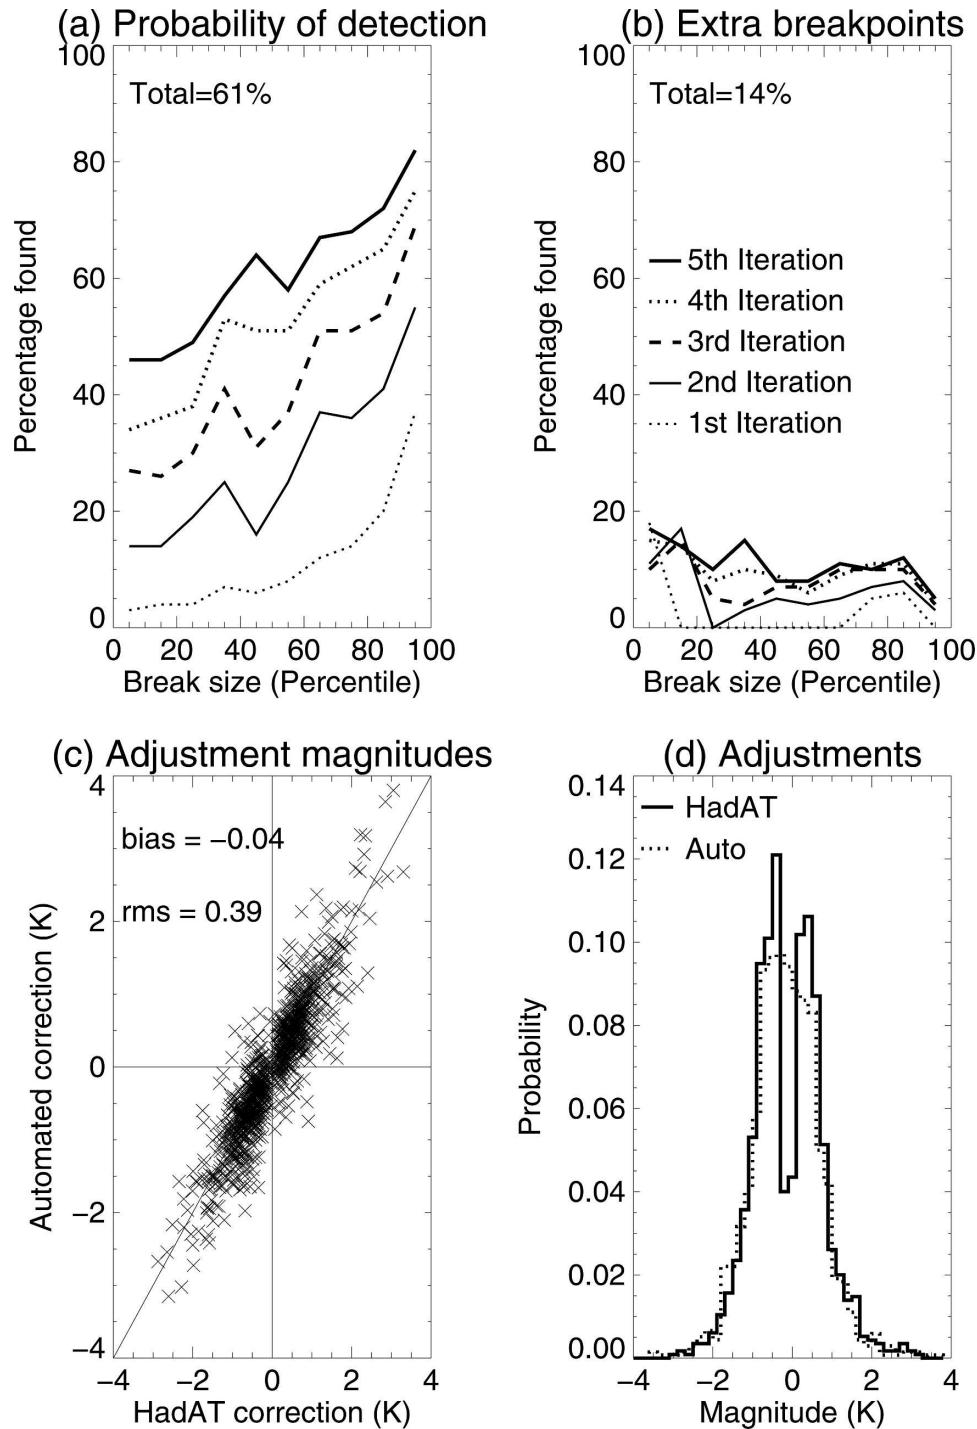 (a) Probability of detection
100
80
60
40
20
0
Percentage found
Total=61%
0 20 40 60 80 100
Break size (Percentile)
(b) Extra breakpoints
100
80
60
40
20
0
Percentage found
Total=14%
5th Iteration
4th Iteration
3rd Iteration
2nd Iteration
1st Iteration
0 20 40 60 80 100
Break size (Percentile)
(c) Adjustment magnitudes
4
2
0
−2
−4
Automated correction (K)
bias = −0.04
rms = 0.39
−4 −2 0 2 4
HadAT correction (K)
(d) Adjustments
0.14
0.12
0.10
0.08
0.06
0.04
0.02
0.00
Probability
HadAT
Auto
−4 −2 0 2 4
Magnitude (K)